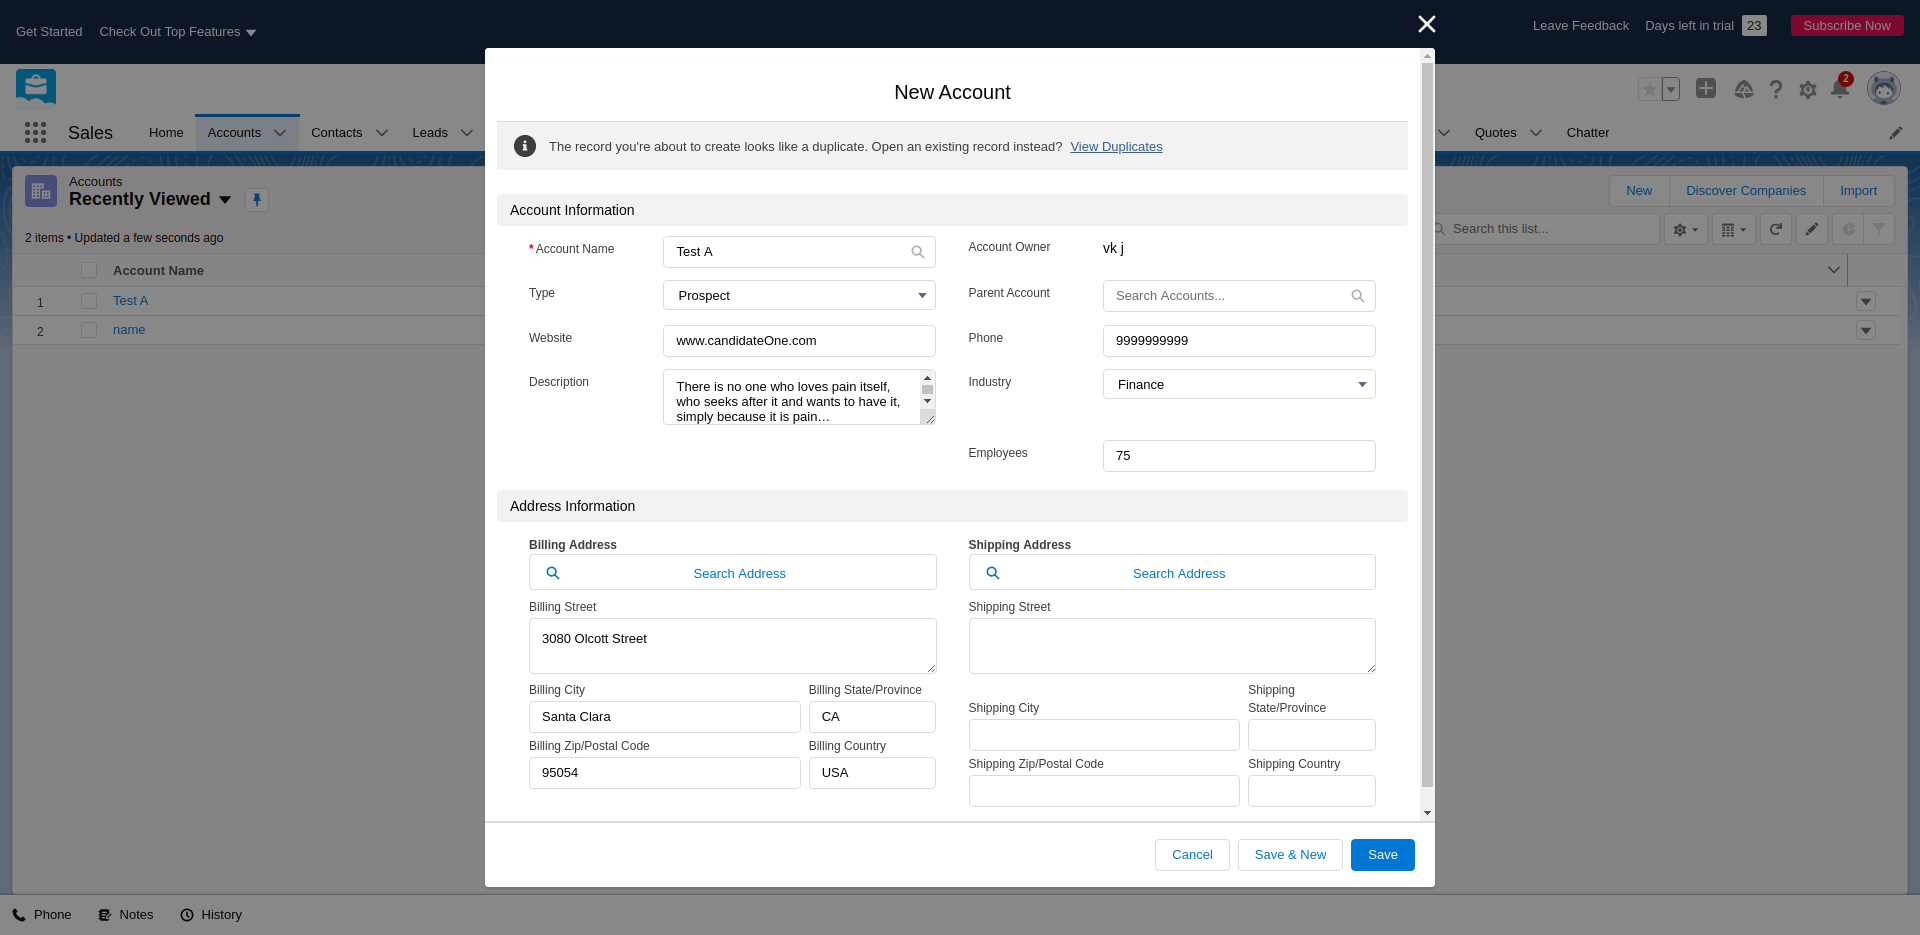 Get Started Check Out Top Features
Leave Feedback Days left in trial 23 Subscribe Now
2
Sales Home Accounts Contacts Leads
Quotes Chatter
Accounts
Recently Viewed
New Discover Companies Import
2 items • Updated a few seconds ago
Search this list...
Account Name
1 Test A
2 name
New Account
The record you're about to create looks like a duplicate. Open an existing record instead? View Duplicates
Account Information
*Account Name Test A
Account Owner vk j
Type Prospect
Parent Account Search Accounts...
Website www.candidateOne.com
Phone 9999999999
Description There is no one who loves pain itself,
who seeks after it and wants to have it,
simply because it is pain…
Industry Finance
Employees 75
Address Information
Billing Address
Search Address
Billing Street
3080 Olcott Street
Billing City Billing State/Province
Santa Clara CA
Billing Zip/Postal Code Billing Country
95054 USA
Shipping Address
Search Address
Shipping Street
Shipping City Shipping
State/Province
Shipping Zip/Postal Code Shipping Country
Cancel Save & New Save
Phone Notes History